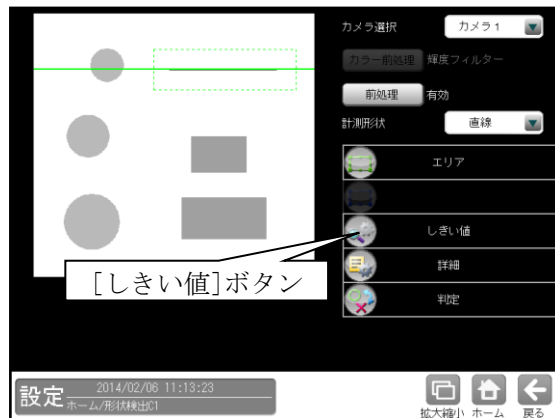 カメラ選択
カメラ1
カラー前処理
輝度フィルター
前処理
有効
計測形状
直線
エリア
しきい値
詳細
判定
[しきい値]ボタン
設定
2014/02/06 11:13:23
ホーム/形状検出C1
拡大縮小
ホーム
戻る